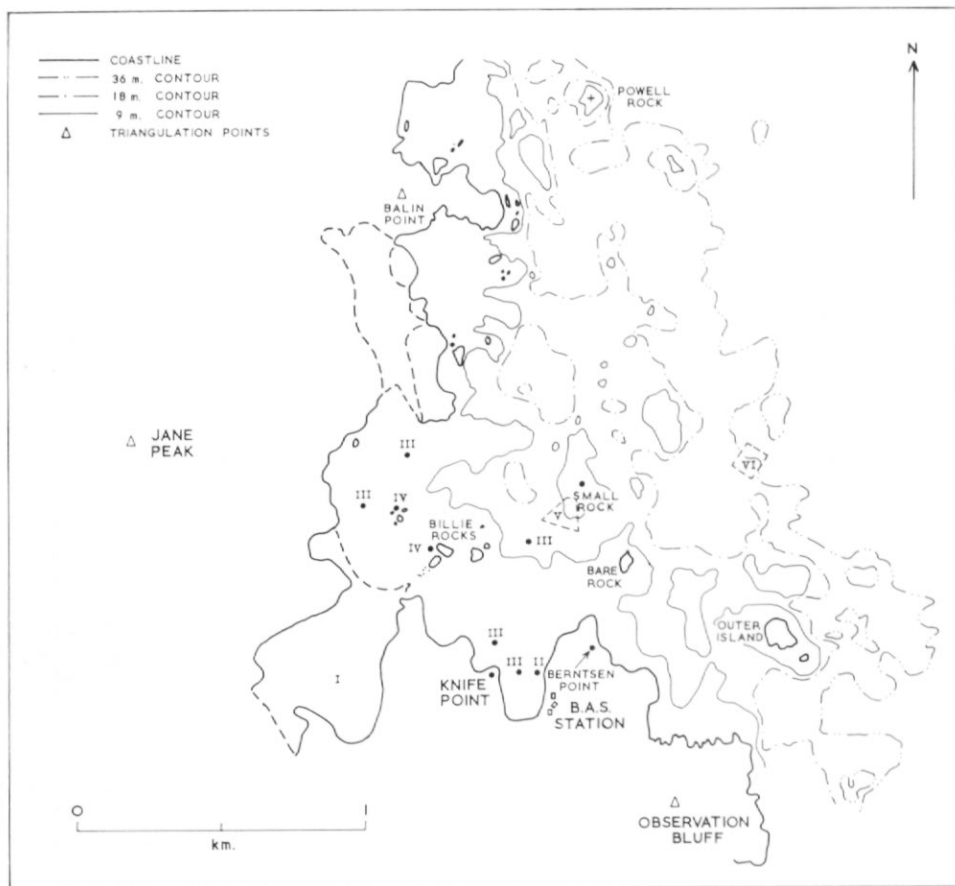 COASTLINE
36 m. CONTOUR
18 m. CONTOUR
9 m. CONTOUR
TRIANGULATION POINTS
N
POWELL
ROCK
BALIN
POINT
JANE
PEAK
III
III
IV
SMALL
ROCK
V
VI
BILLIE
ROCKS
IV
III
BARE
ROCK
OUTER
ISLAND
I
III
III
II
KNIFE
POINT
BERNTSEN
POINT
B.A.S.
STATION
O
I
km.
OBSERVATION
BLUFF